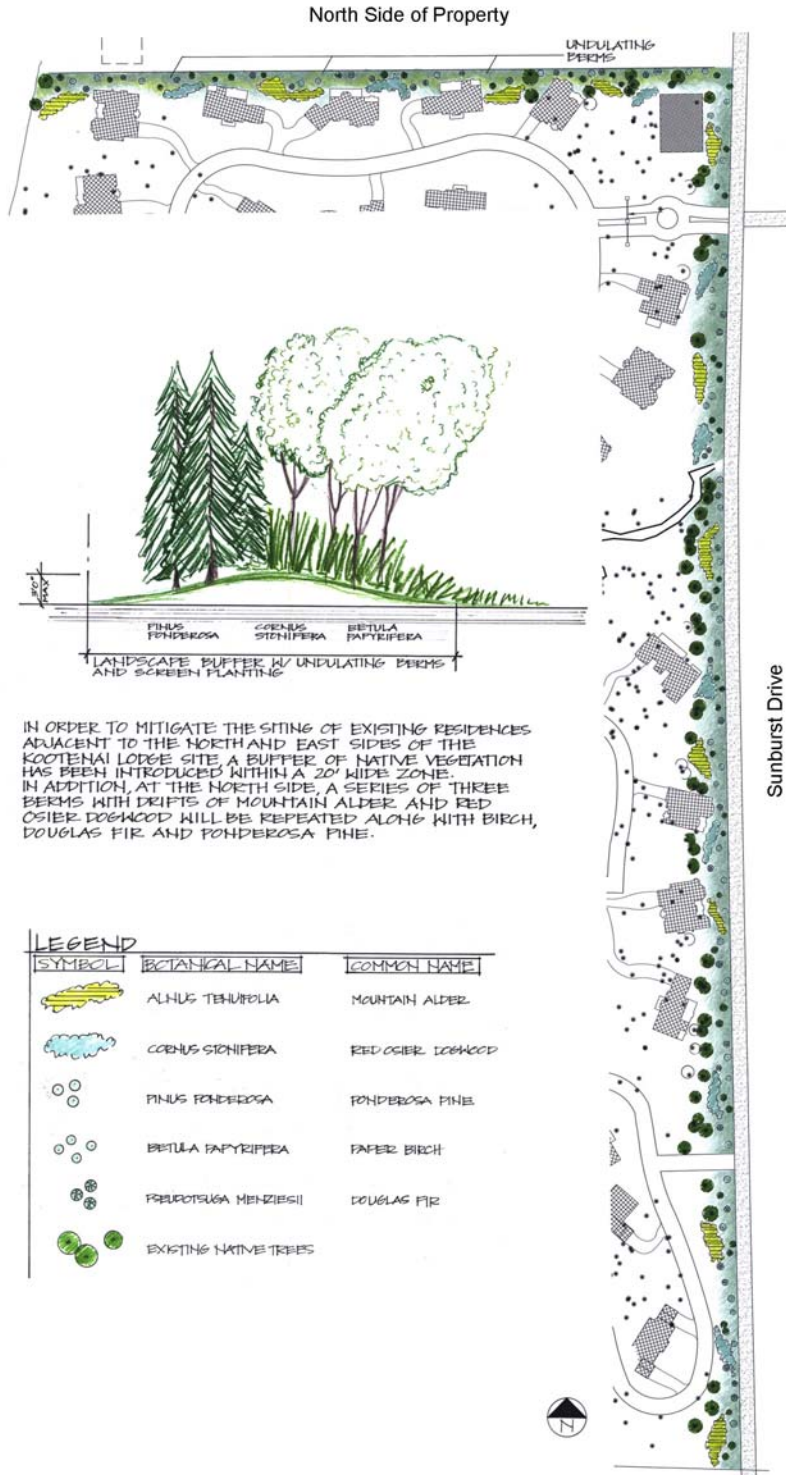 North Side of Property
UNDULATING
BERMS
3'0"
MAX
PINUS
PONDEROSA
CORNUS
STONIFERA
BETULA
PAPYRIFERA
LANDSCAPE BUFFER W/ UNDULATING BERMS
AND SCREEN PLANTING
IN ORDER TO MITIGATE THE SITING OF EXISTING RESIDENCES
ADJACENT TO THE NORTH AND EAST SIDES OF THE
KOOTENAI LODGE SITE, A BUFFER OF NATIVE VEGETATION
HAS BEEN INTRODUCED WITHIN A 20' WIDE ZONE.
IN ADDITION, AT THE NORTH SIDE, A SERIES OF THREE
BERMS WITH DRIFTS OF MOUNTAIN ALDER AND RED
OSIER DOGWOOD WILL BE REPEATED ALONG WITH BIRCH,
DOUGLAS FIR AND PONDEROSA PINE.
Sunburst Drive
LEGEND
SYMBOL BOTANICAL NAME COMMON NAME
ALNUS TENUIFOLIA MOUNTAIN ALDER
CORNUS STONIFERA RED OSIER DOGWOOD
PINUS PONDEROSA PONDEROSA PINE
BETULA PAPYRIFERA PAPER BIRCH
PSEUDOTSUGA MENZIESII DOUGLAS FIR
EXISTING NATIVE TREES
N